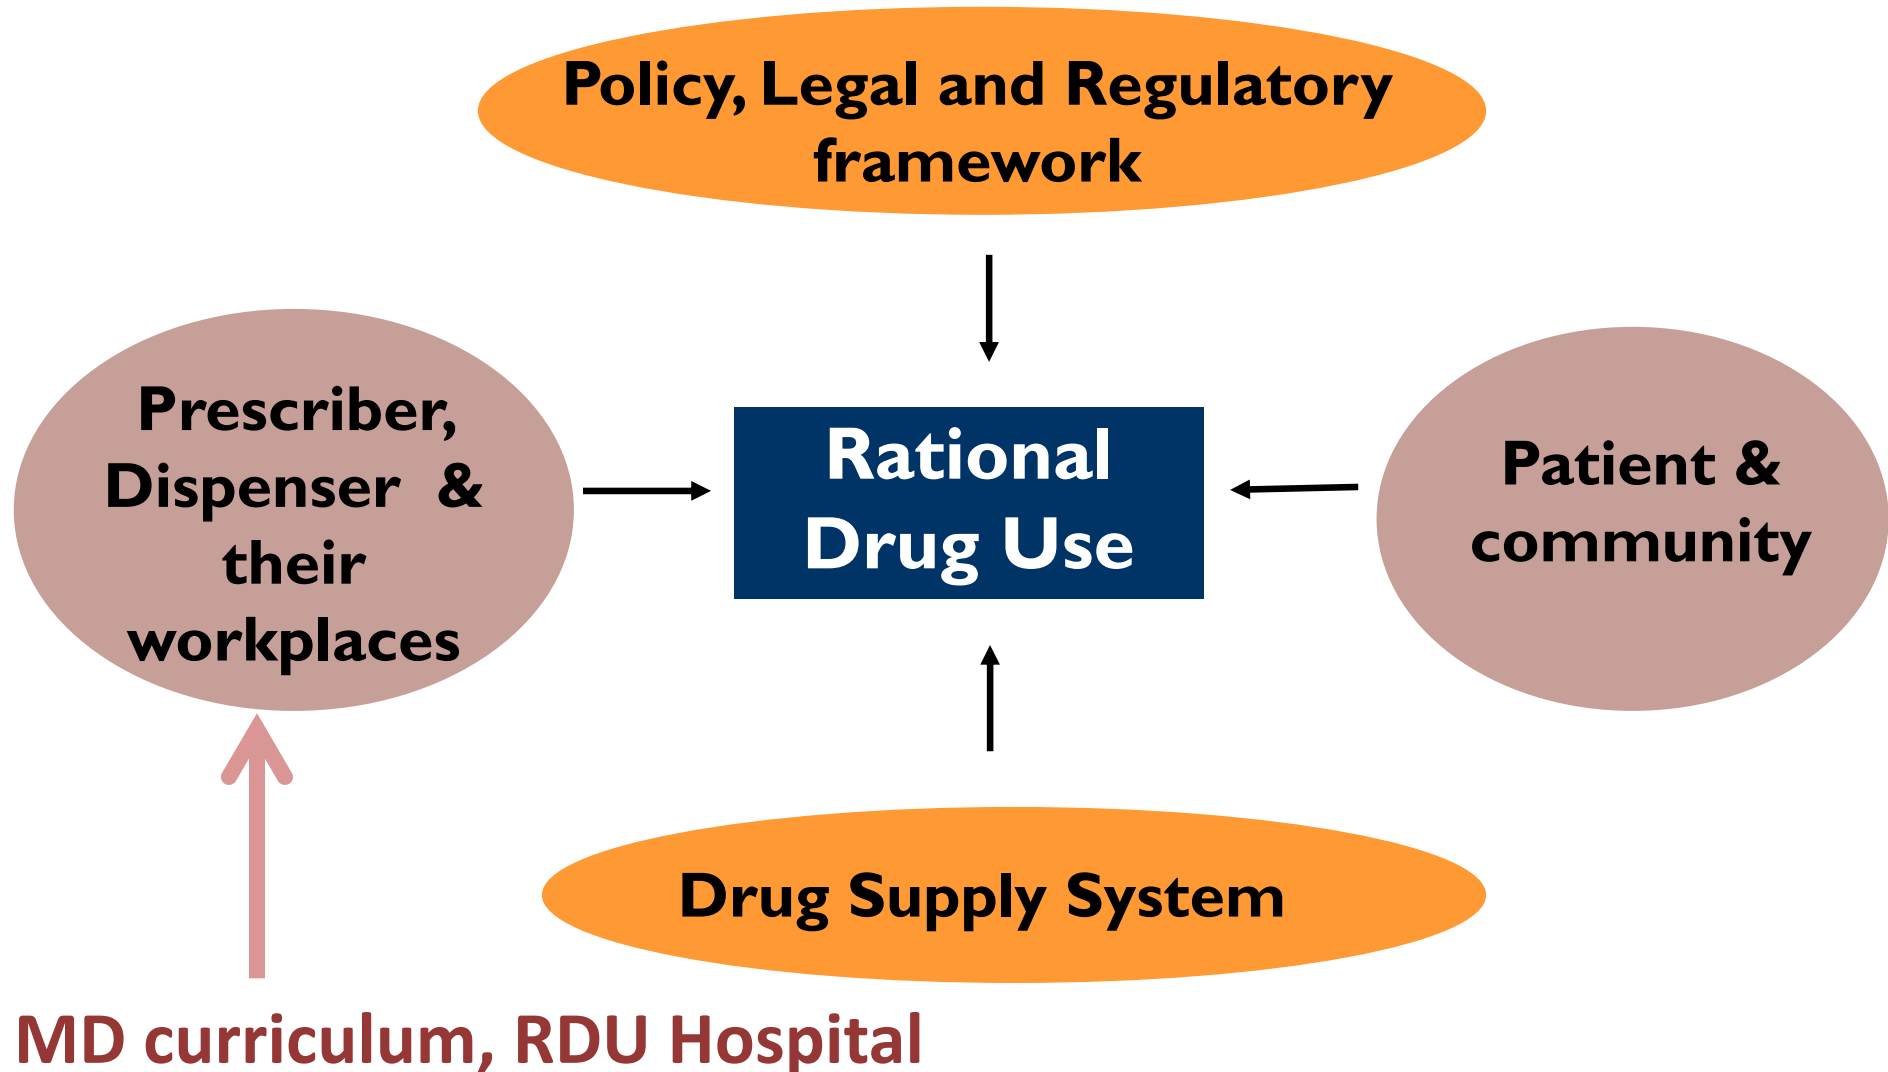 Policy, Legal and Regulatory
framework
Prescriber,
Dispenser &
their
workplaces
Rational
Drug Use
Patient &
community
Drug Supply System
MD curriculum, RDU Hospital